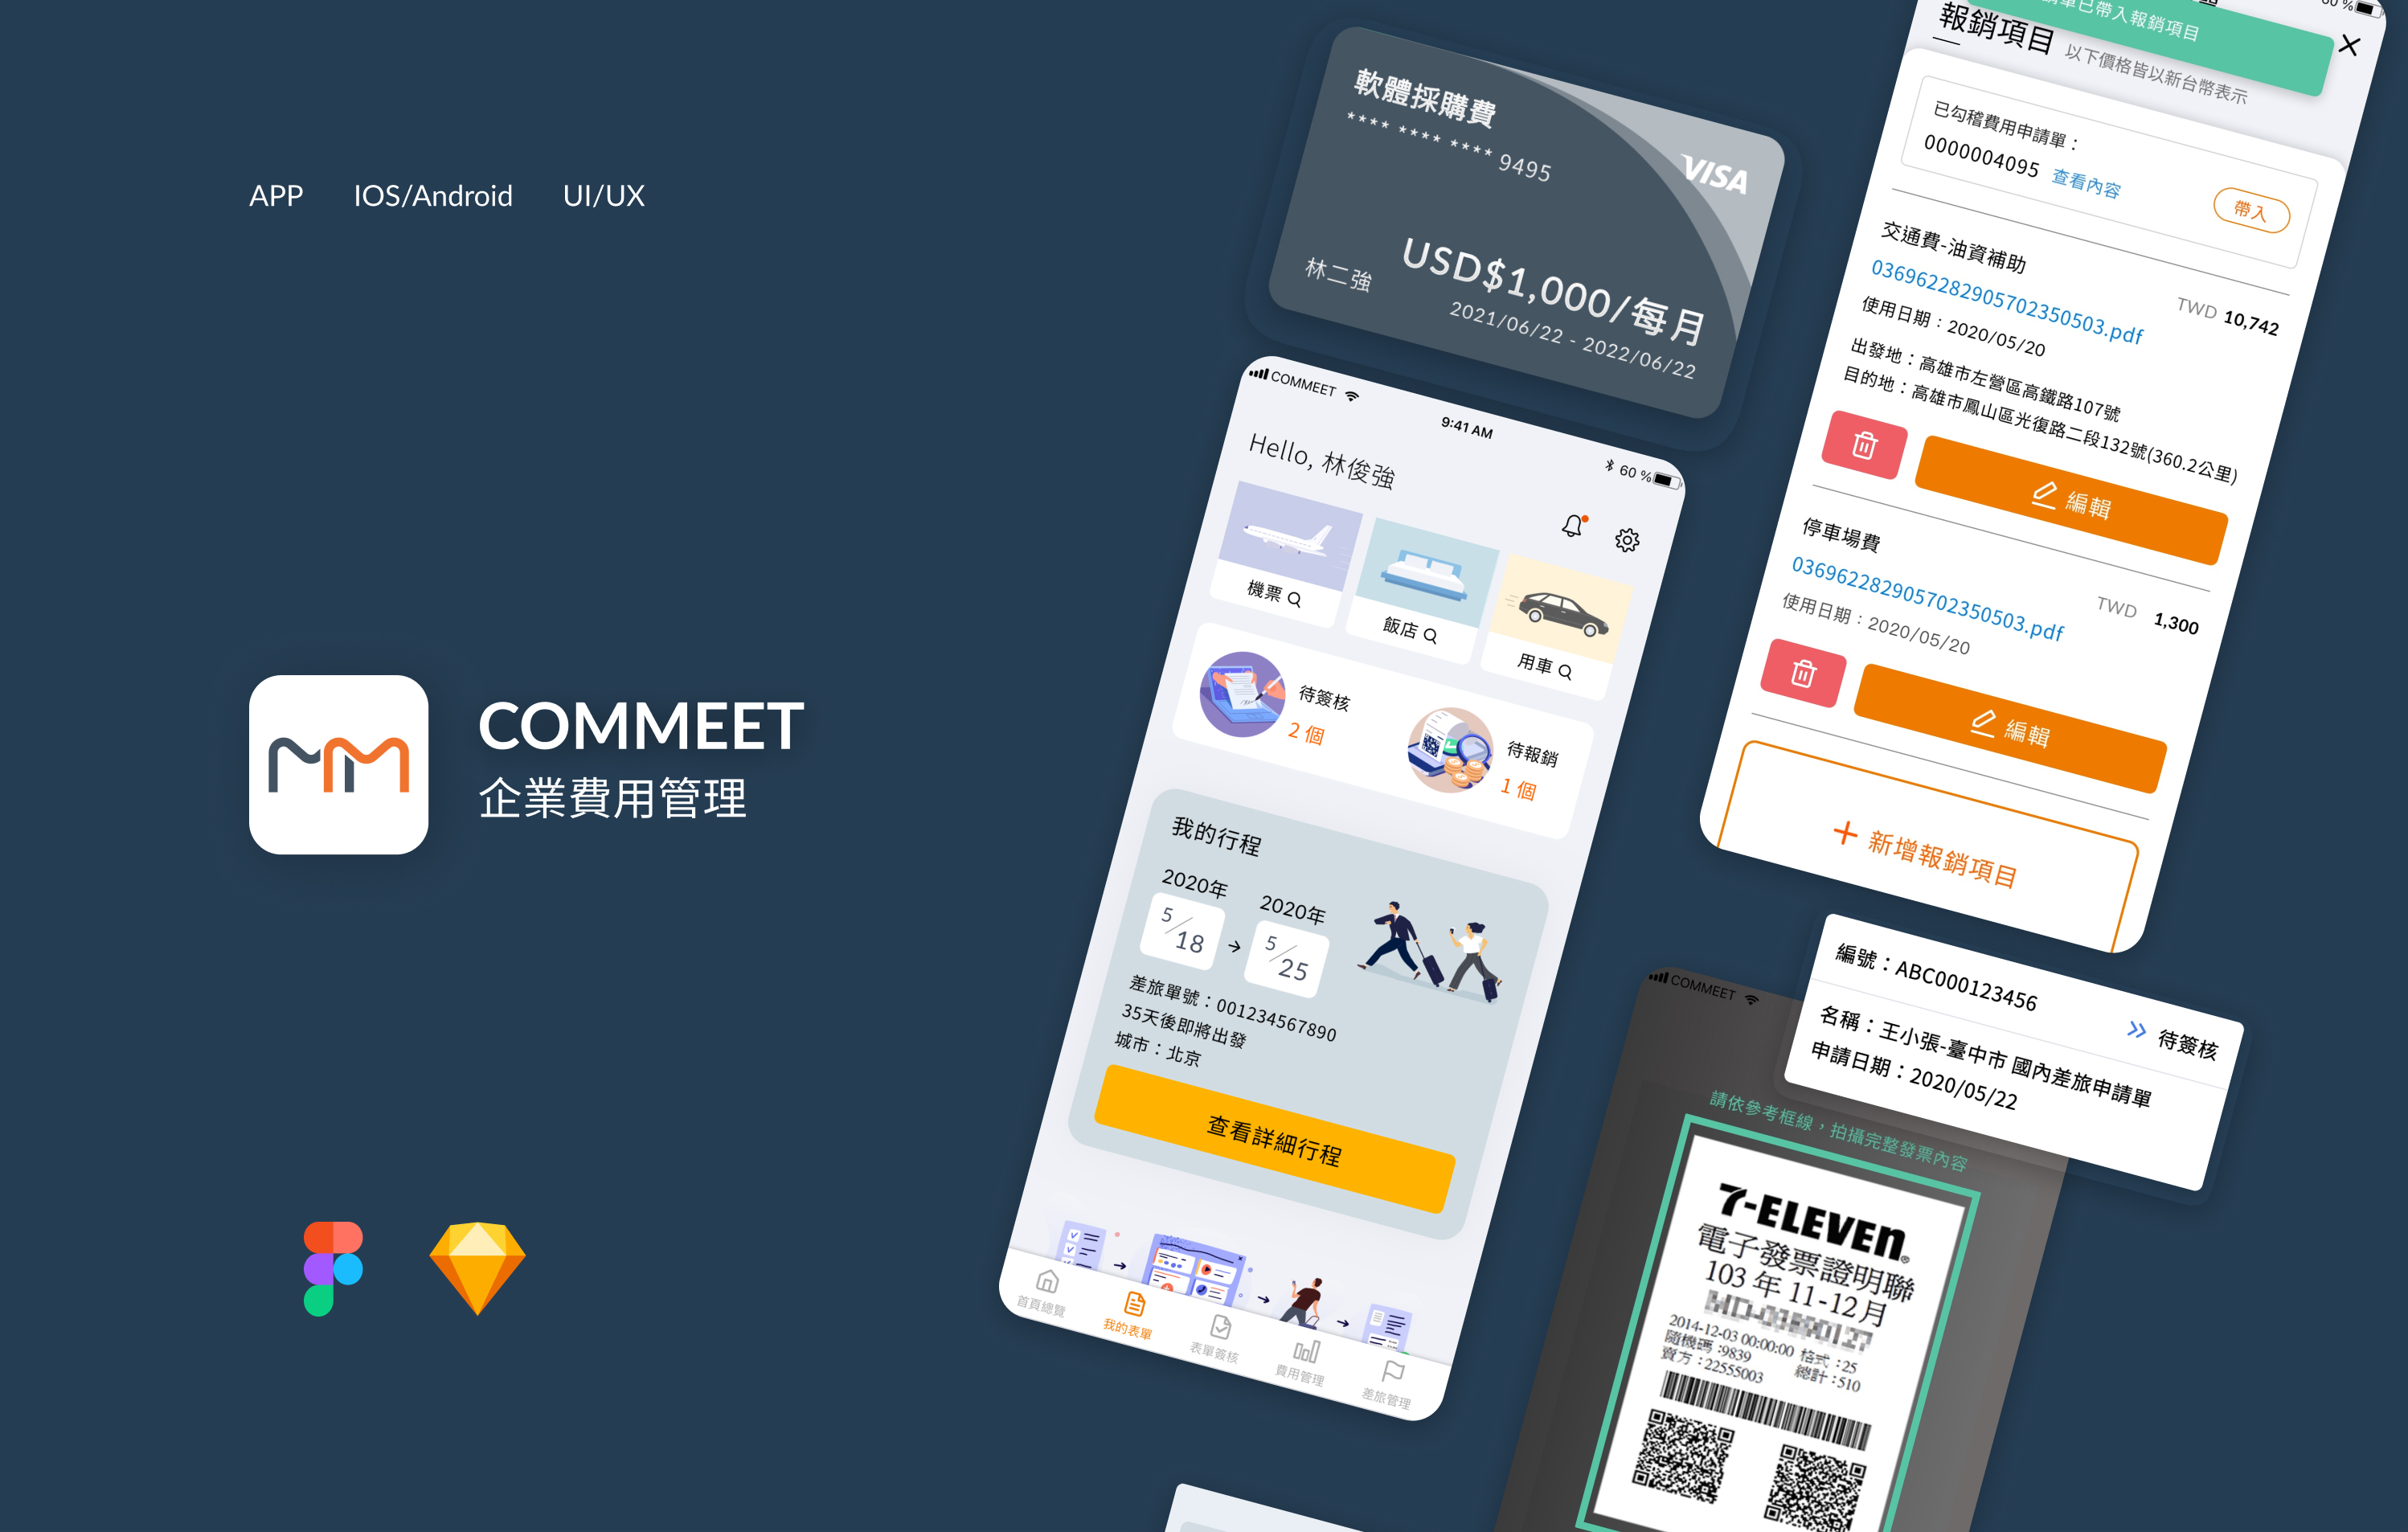 APP IOS/Android UI/UX
COMMEET
企業費用管理
軟體採購費
**** **** **** 9495
VISA
林二強
USD$1,000/每月
2021/06/22 - 2022/06/22
COMMEET
9:41 AM
60 %
Hello, 林俊強
機票
飯店
用車
待簽核
2 個
待報銷
1 個
我的行程
2020年
5/18
2020年
5/25
差旅單號：001234567890
35天後即將出發
城市：北京
查看詳細行程
首頁總覽
我的表單
表單簽核
費用管理
差旅管理
60 %
單已帶入報銷項目
報銷項目
以下價格皆以新台幣表示
已勾稽費用申請單：
0000004095 查看內容
帶入
交通費-油資補助
036962282905702350503.pdf
TWD 10,742
使用日期：2020/05/20
出發地：高雄市左營區高鐵路107號
目的地：高雄市鳳山區光復路二段132號(360.2公里)
編輯
停車場費
036962282905702350503.pdf
TWD 1,300
使用日期：2020/05/20
編輯
新增報銷項目
編號：ABC000123456
待簽核
名稱：王小張-臺中市 國內差旅申請單
申請日期：2020/05/22
COMMEET
請依參考框線，拍攝完整發票內容
7-ELEVEn
電子發票證明聯
103 年 11-12 月
2014-12-03 00:00:00 格式 :25
隨機碼 :9839 總計 :510
賣方 : 22555003